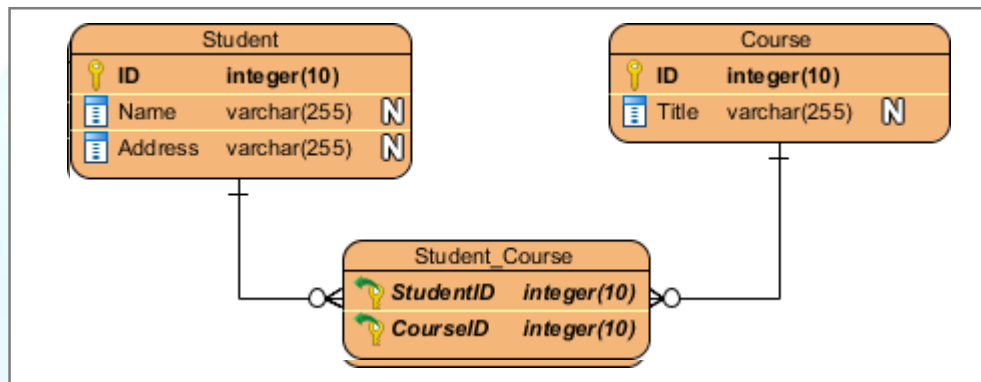 Student
ID integer(10)
Name varchar(255) N
Address varchar(255) N
Course
ID integer(10)
Title varchar(255) N
Student_Course
StudentID integer(10)
CourseID integer(10)